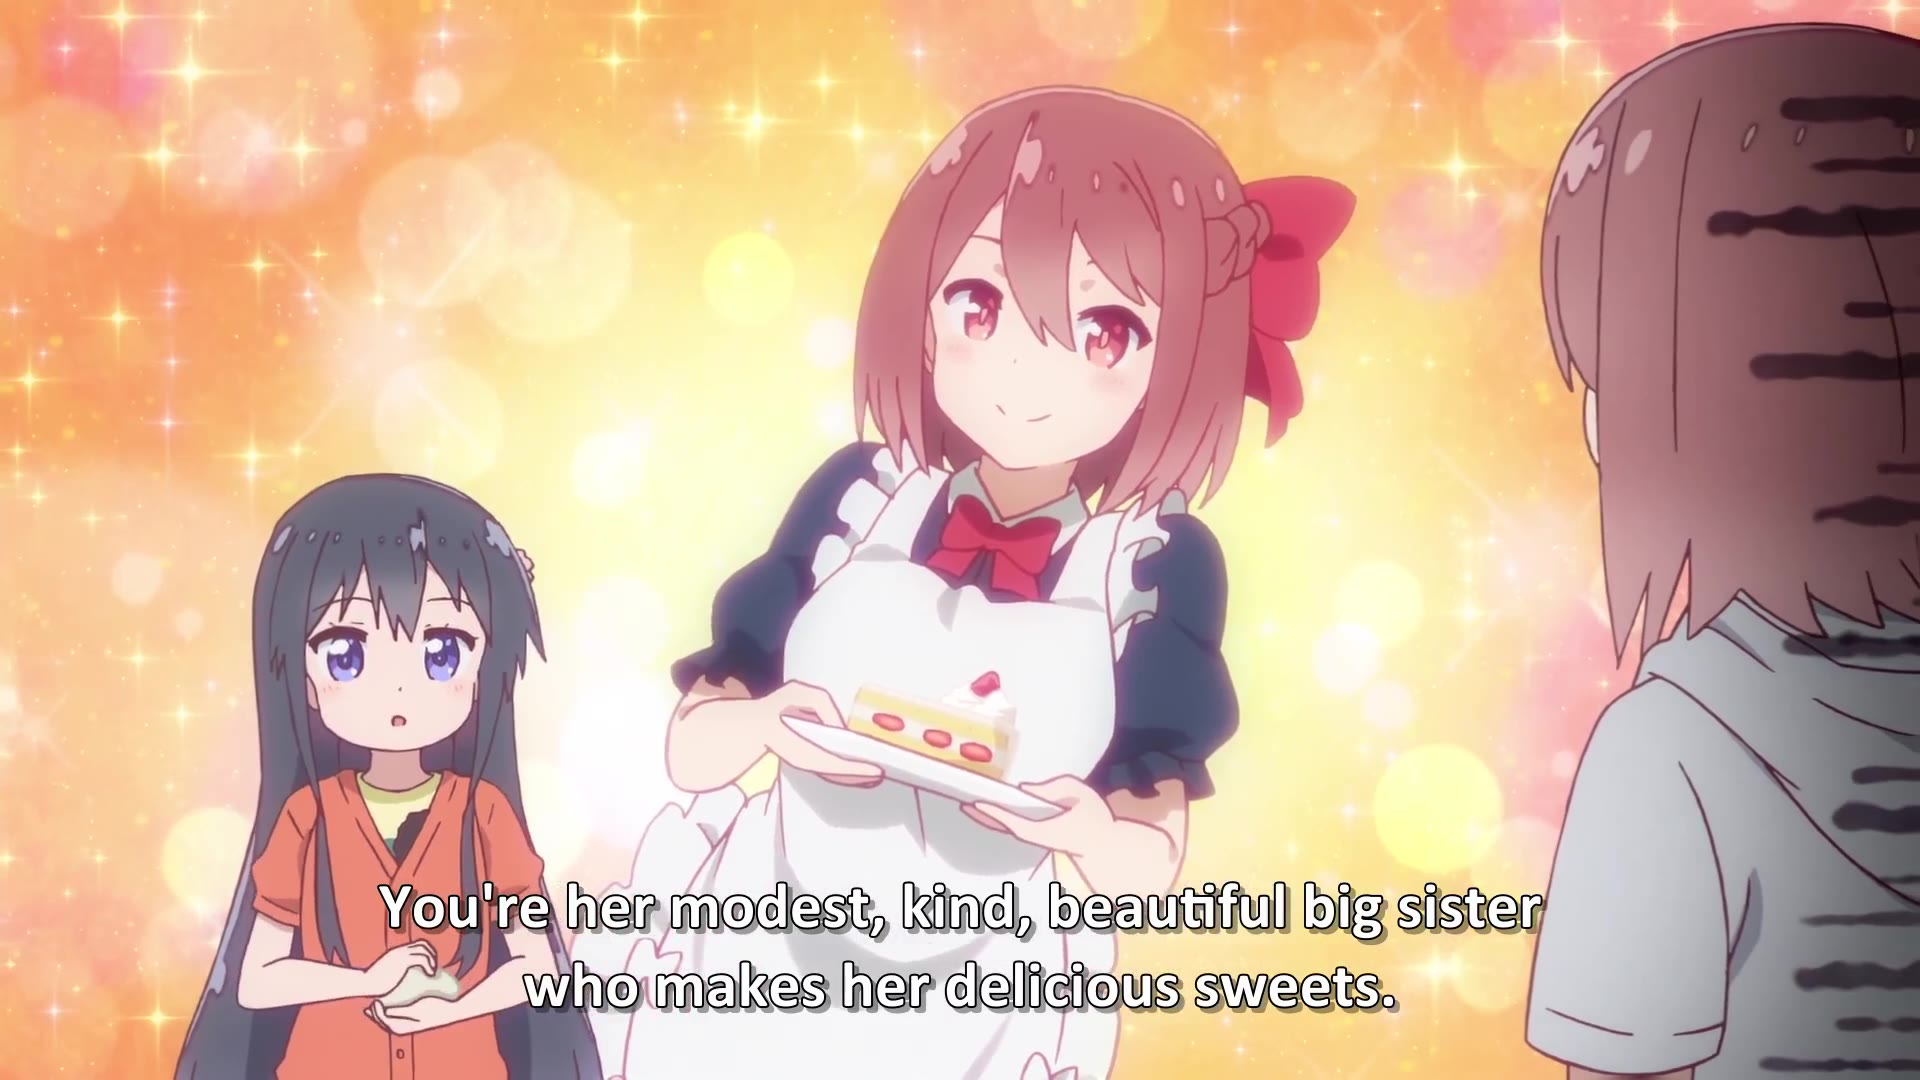 You're her modest, kind, beautiful big sister
who makes her delicious sweets.